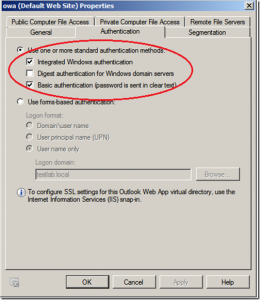 owa (Default Web Site) Properties
Public Computer File Access Private Computer File Access Remote File Servers
General Authentication Segmentation
Use one or more standard authentication methods:
Integrated Windows authentication
Digest authentication for Windows domain servers
Basic authentication (password is sent in clear text)
Use forms-based authentication:
Logon format:
Domain\user name
User principal name (UPN)
User name only
Logon domain:
testlab.local Browse...
To configure SSL settings for this Outlook Web App virtual directory, use the
Internet Information Services (IIS) snap-in.
OK Cancel Apply Help